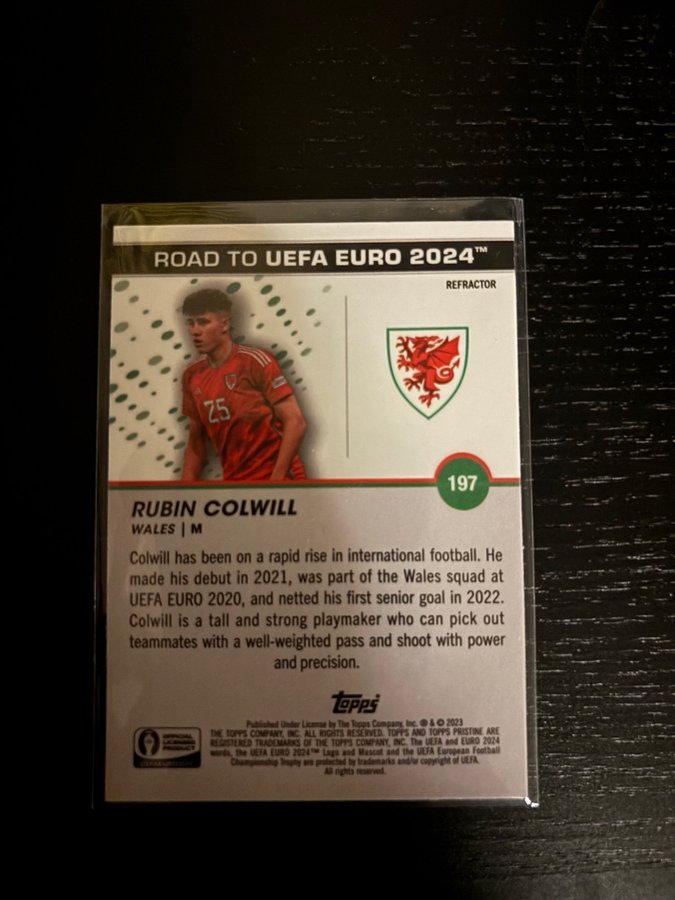 ROAD TO UEFA EURO 2024™
REFRACTOR
25
197
RUBIN COLWILL
WALES | M
Colwill has been on a rapid rise in international football. He
made his debut in 2021, was part of the Wales squad at
UEFA EURO 2020, and netted his first senior goal in 2022.
Colwill is a tall and strong playmaker who can pick out
teammates with a well-weighted pass and shoot with power
and precision.
Topps
Published Under License by The Topps Company, Inc. ® & © 2023
THE TOPPS COMPANY, INC. ALL RIGHTS RESERVED. TOPPS AND TOPPS PRISTINE ARE
REGISTERED TRADEMARKS OF THE TOPPS COMPANY, INC. The UEFA and EURO 2024
words, the UEFA EURO 2024™ Logo and Mascot and the UEFA European Football
Championship Trophy are protected by trademarks and/or copyright of UEFA.
All rights reserved.
OFFICIAL
LICENSED
PRODUCT